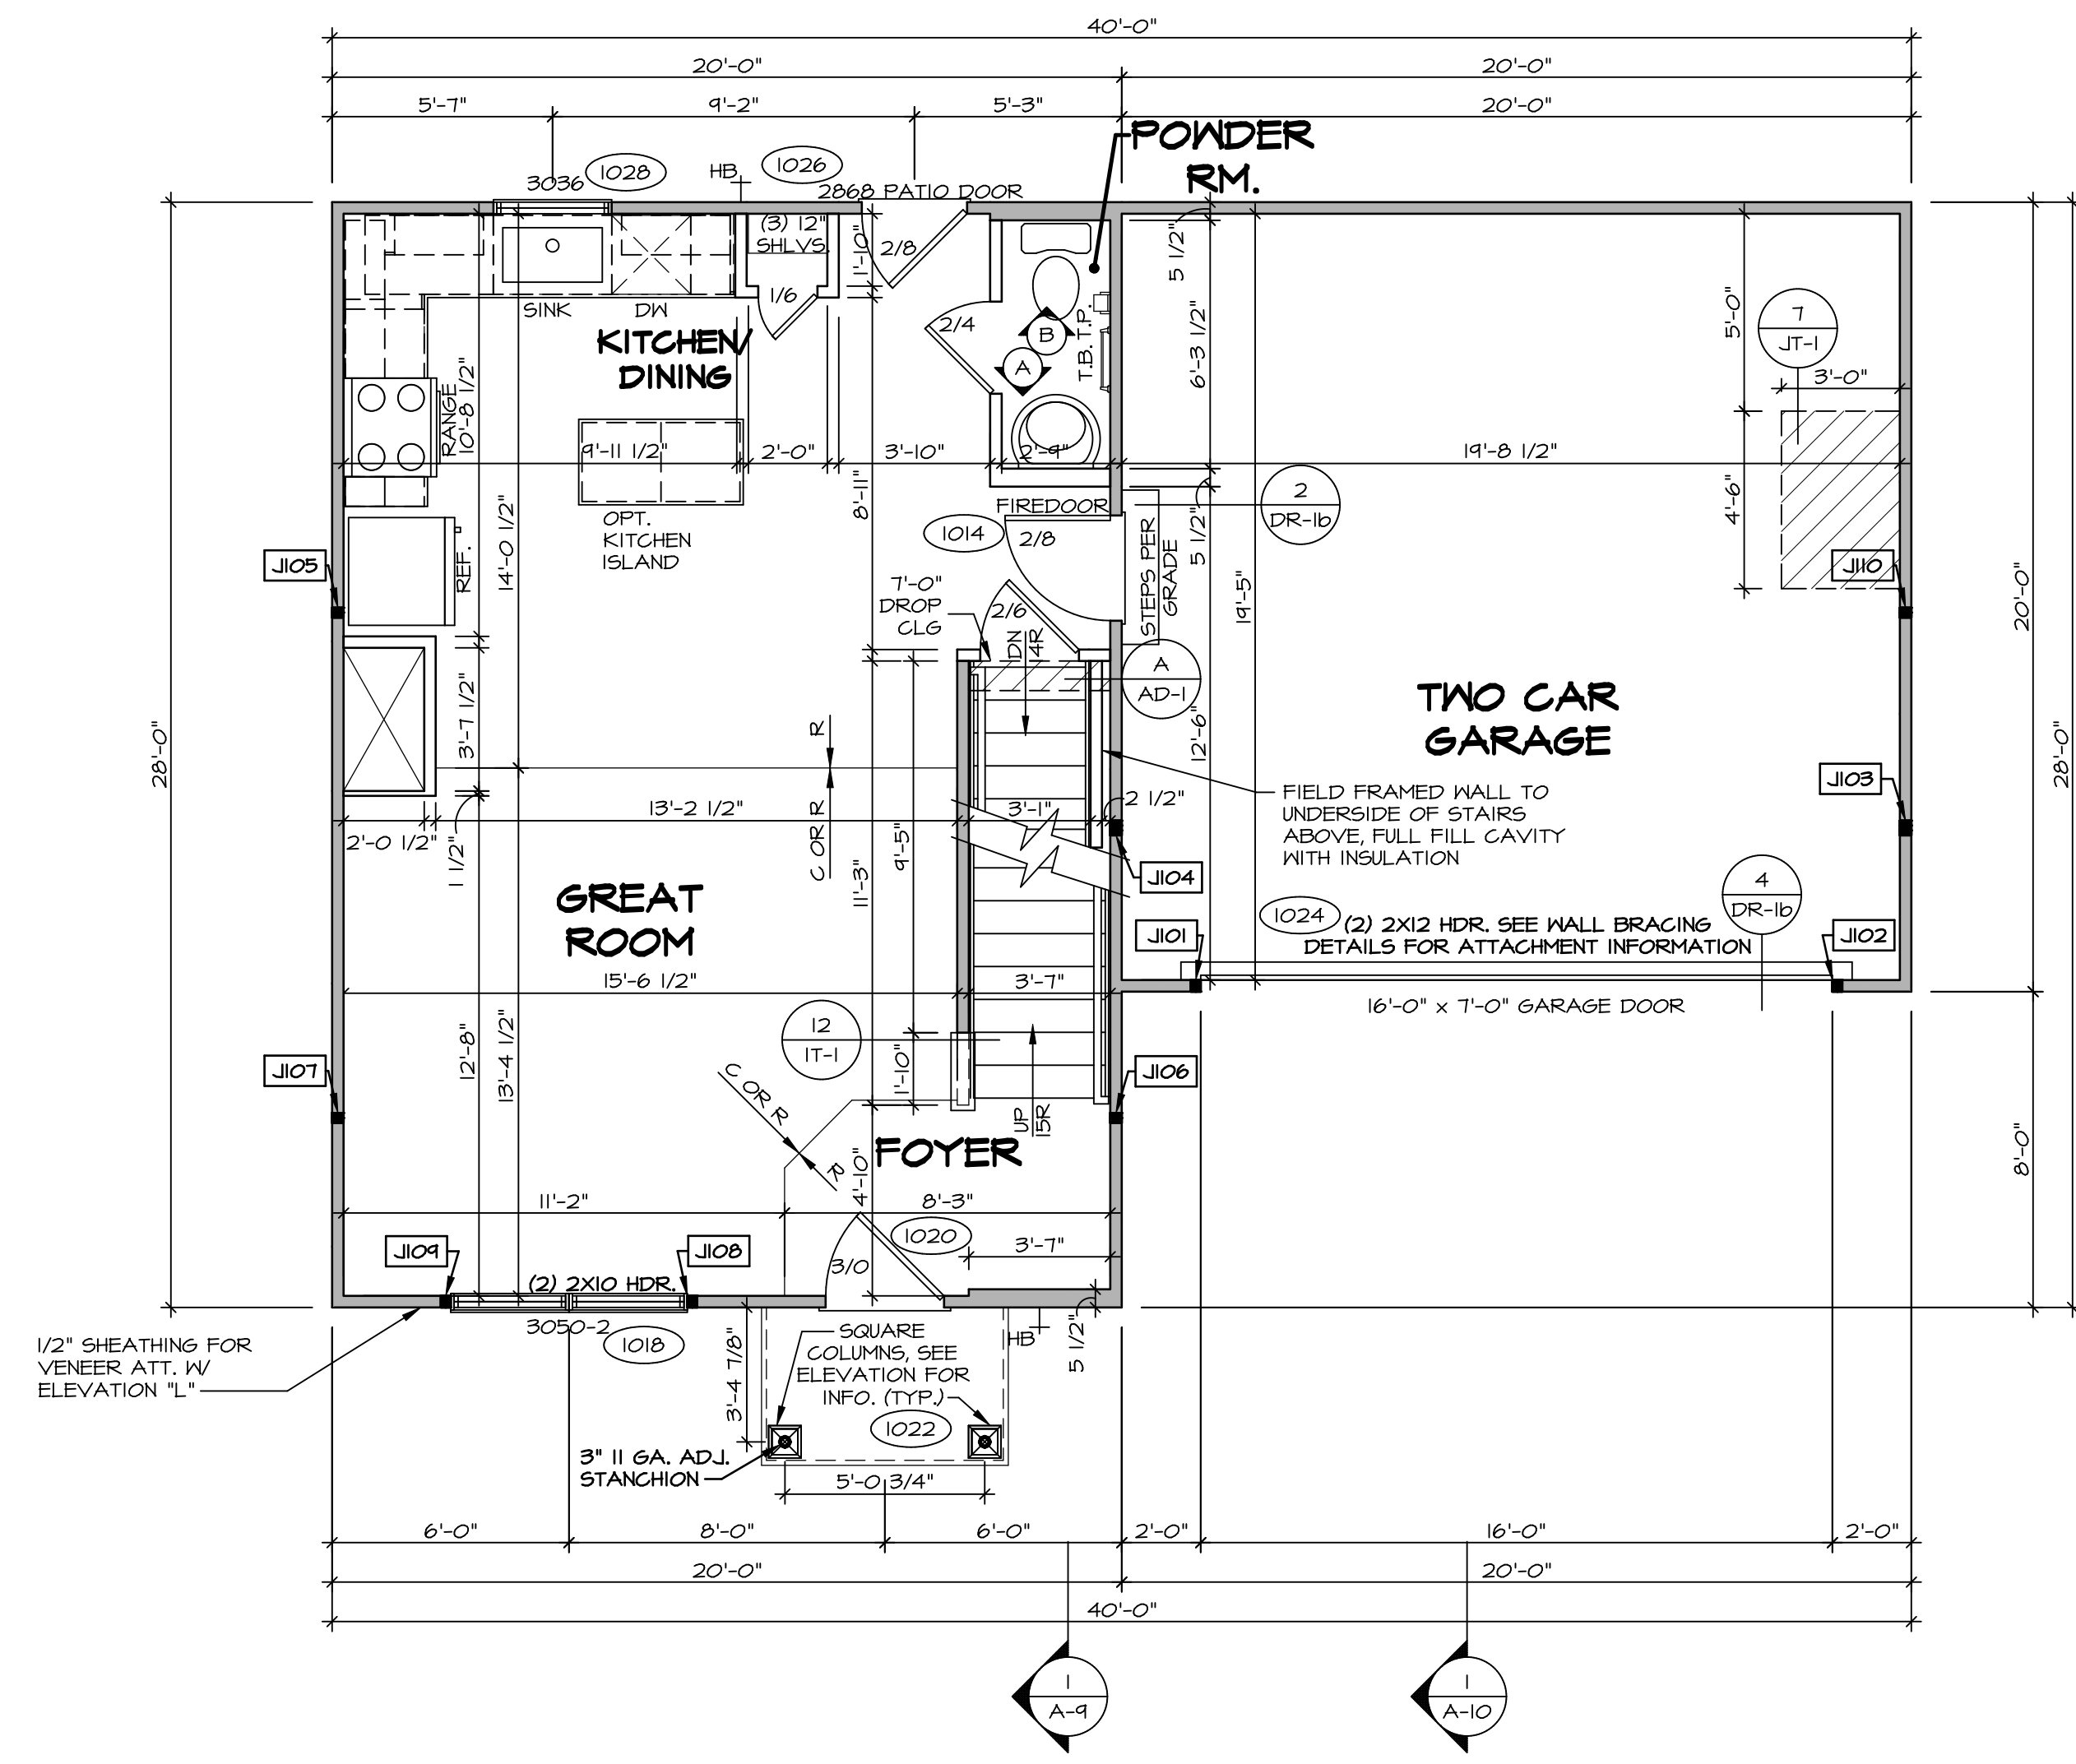 40'-0"
20'-0"
20'-0"
5'-7"
9'-2"
5'-3"
20'-0"
POWDER
RM.
3036
1028
HB
1026
2868 PATIO DOOR
(3) 12"
SHLVS.
1'-10"
2/8
5 1/2"
SINK
DW
1/6
KITCHEN/
DINING
2/4
B
A
T.B.
T.P.
6'-3 1/2"
5'-0"
7
JT-1
3'-0"
RANGE
10'-8 1/2"
9'-11 1/2"
2'-0"
3'-10"
2'-9"
19'-8 1/2"
OPT.
KITCHEN
ISLAND
14'-0 1/2"
8'-11"
FIREDOOR
1014
2/8
2
DR-1b
4'-6"
5 1/2"
STEPS PER
GRADE
J105
REF.
7'-0"
DROP
CLG
2/6
DN
14R
19'-5"
J110
20'-0"
A
AD-1
28'-0"
3'-7 1/2"
R
C OR R
12'-6"
TWO CAR
GARAGE
28'-0"
J103
FIELD FRAMED WALL TO
UNDERSIDE OF STAIRS
ABOVE, FULL FILL CAVITY
WITH INSULATION
13'-2 1/2"
3'-1"
2 1/2"
2'-0 1/2"
1 1/2"
9'-5"
11'-3"
J104
GREAT
ROOM
4
DR-1b
1024
(2) 2X12 HDR. SEE WALL BRACING
DETAILS FOR ATTACHMENT INFORMATION
J101
J102
15'-6 1/2"
3'-7"
16'-0" x 7'-0" GARAGE DOOR
12
IT-1
12'-8"
13'-4 1/2"
1'-10"
J107
J106
C OR R
R
UP
15R
FOYER
4'-10"
8'-0"
11'-2"
8'-3"
1020
3'-7"
J109
J108
3/0
(2) 2X10 HDR.
3050-2
1018
HB
5 1/2"
1/2" SHEATHING FOR
VENEER ATT. W/
ELEVATION "L"
3'-4 7/8"
SQUARE
COLUMNS, SEE
ELEVATION FOR
INFO. (TYP.)
1022
3" 11 GA. ADJ.
STANCHION
5'-0 3/4"
6'-0"
8'-0"
6'-0"
2'-0"
16'-0"
2'-0"
20'-0"
20'-0"
40'-0"
1
A-9
1
A-10